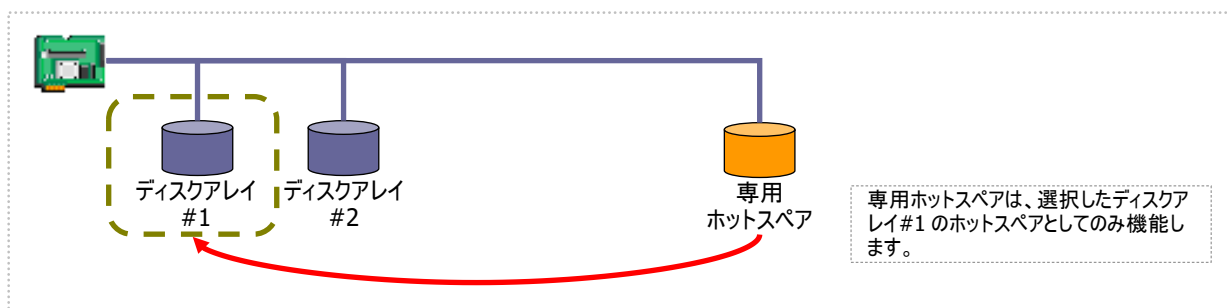 ディスクアレイ
#1
ディスクアレイ
#2
専用
ホットスペア
専用ホットスペアは、選択したディスクア
レイ#1 のホットスペアとしてのみ機能し
ます。